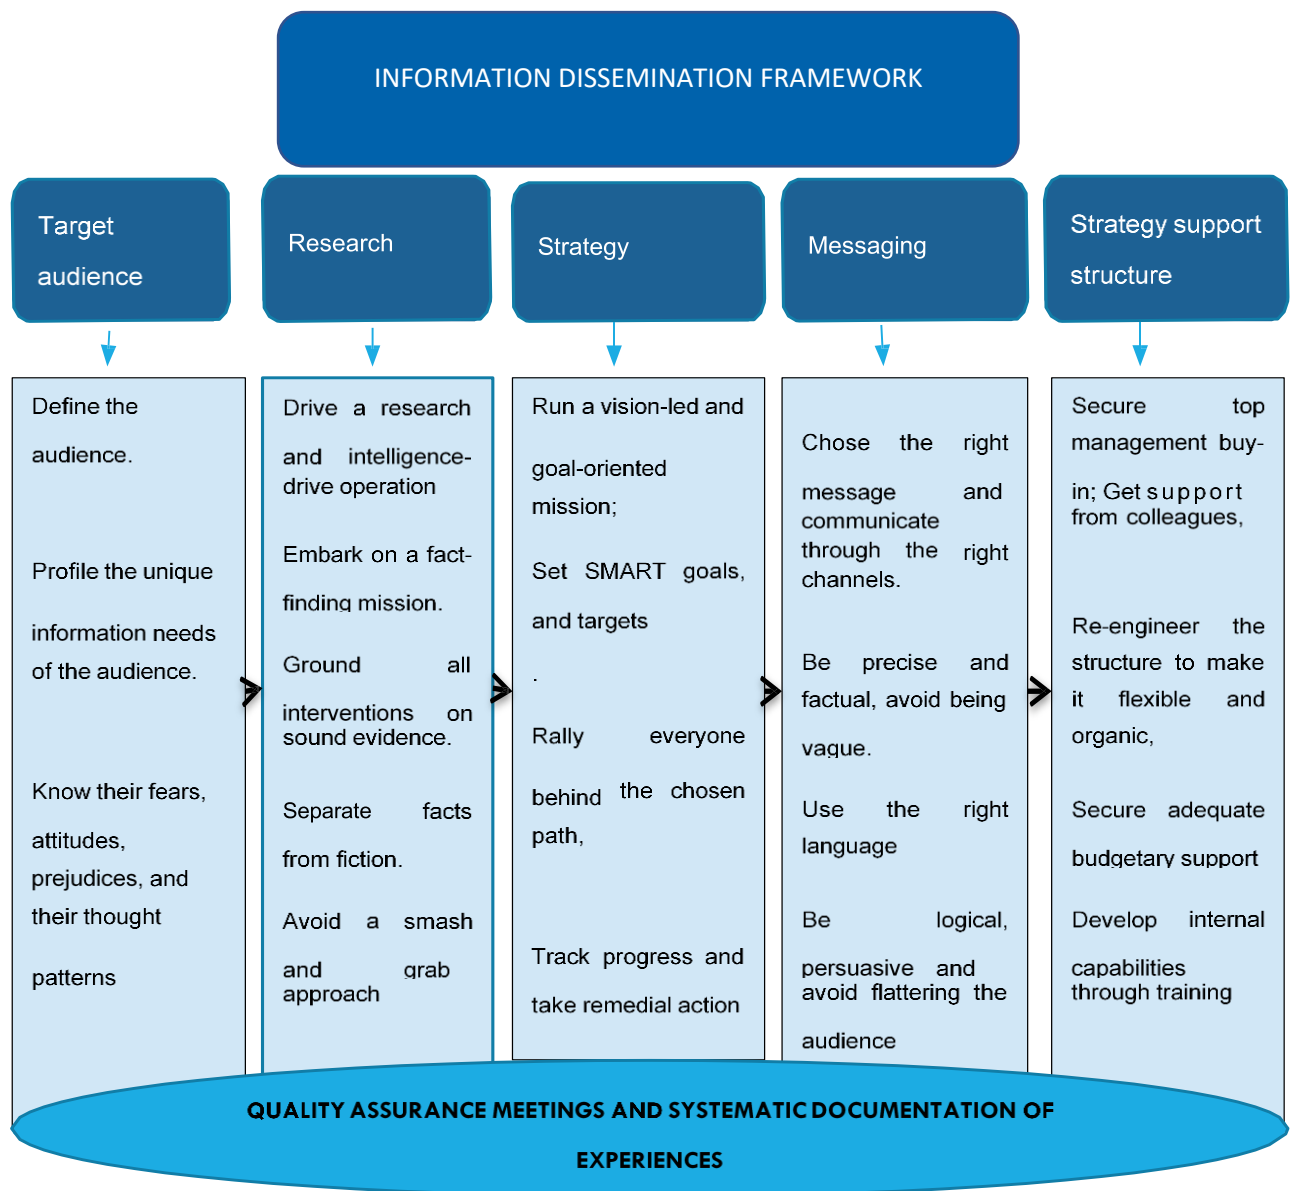 INFORMATION DISSEMINATION FRAMEWORK
Target
audience
Research
Strategy
Messaging
Strategy support
structure
Define the
audience.
Profile the unique
information needs
of the audience.
Know their fears,
attitudes,
prejudices, and
their thought
patterns
Drive a research
and intelligence-
drive operation
Embark on a fact-
finding mission.
Ground all
interventions on
sound evidence.
Separate facts
from fiction.
Avoid a smash
and grab
approach
Run a vision-led and
goal-oriented
mission;
Set SMART goals,
and targets
.
Rally everyone
behind the chosen
path,
Track progress and
take remedial action
Chose the right
message and
communicate
through the right
channels.
Be precise and
factual, avoid being
vague.
Use the right
language
Be logical,
persuasive and
avoid flattering the
audience
Secure top
management buy-
in; Get support
from colleagues,
Re-engineer the
structure to make
it flexible and
organic,
Secure adequate
budgetary support
Develop internal
capabilities
through training
QUALITY ASSURANCE MEETINGS AND SYSTEMATIC DOCUMENTATION OF
EXPERIENCES